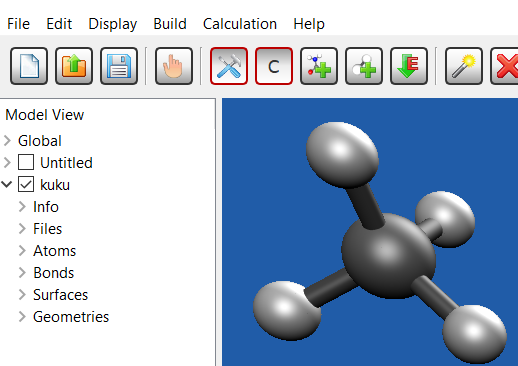 File Edit Display Build Calculation Help
C E
Model View
Global
Untitled
kuku
Info
Files
Atoms
Bonds
Surfaces
Geometries